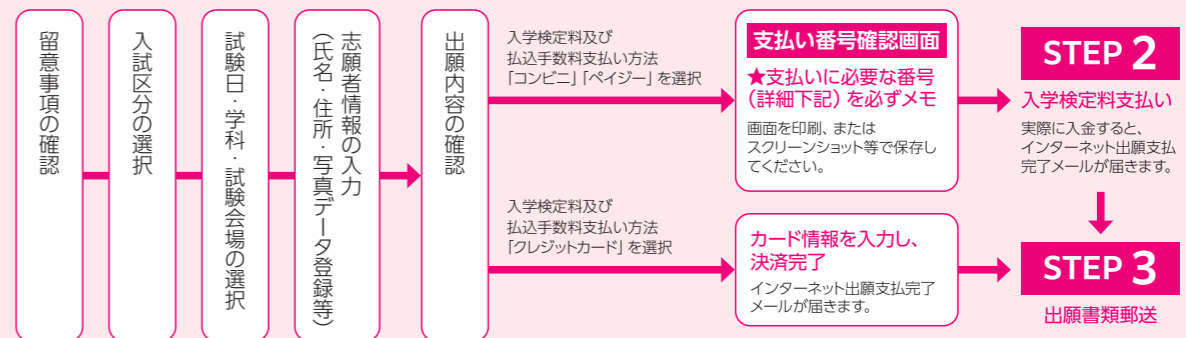 留意事項の確認
入試区分の選択
試験日・学科・試験会場の選択
志願者情報の入力
（氏名・住所・写真データ登録等）
出願内容の確認
入学検定料及び
払込手数料支払い方法
「コンビニ」「ペイジー」を選択
支払い番号確認画面
★支払いに必要な番号
（詳細下記）を必ずメモ
画面を印刷、または
スクリーンショット等で保存し
てください。
STEP 2
入学検定料支払い
実際に入金すると、
インターネット出願支払
完了メールが届きます。
入学検定料及び
払込手数料支払い方法
「クレジットカード」を選択
カード情報を入力し、
決済完了
インターネット出願支払完了
メールが届きます。
STEP 3
出願書類郵送